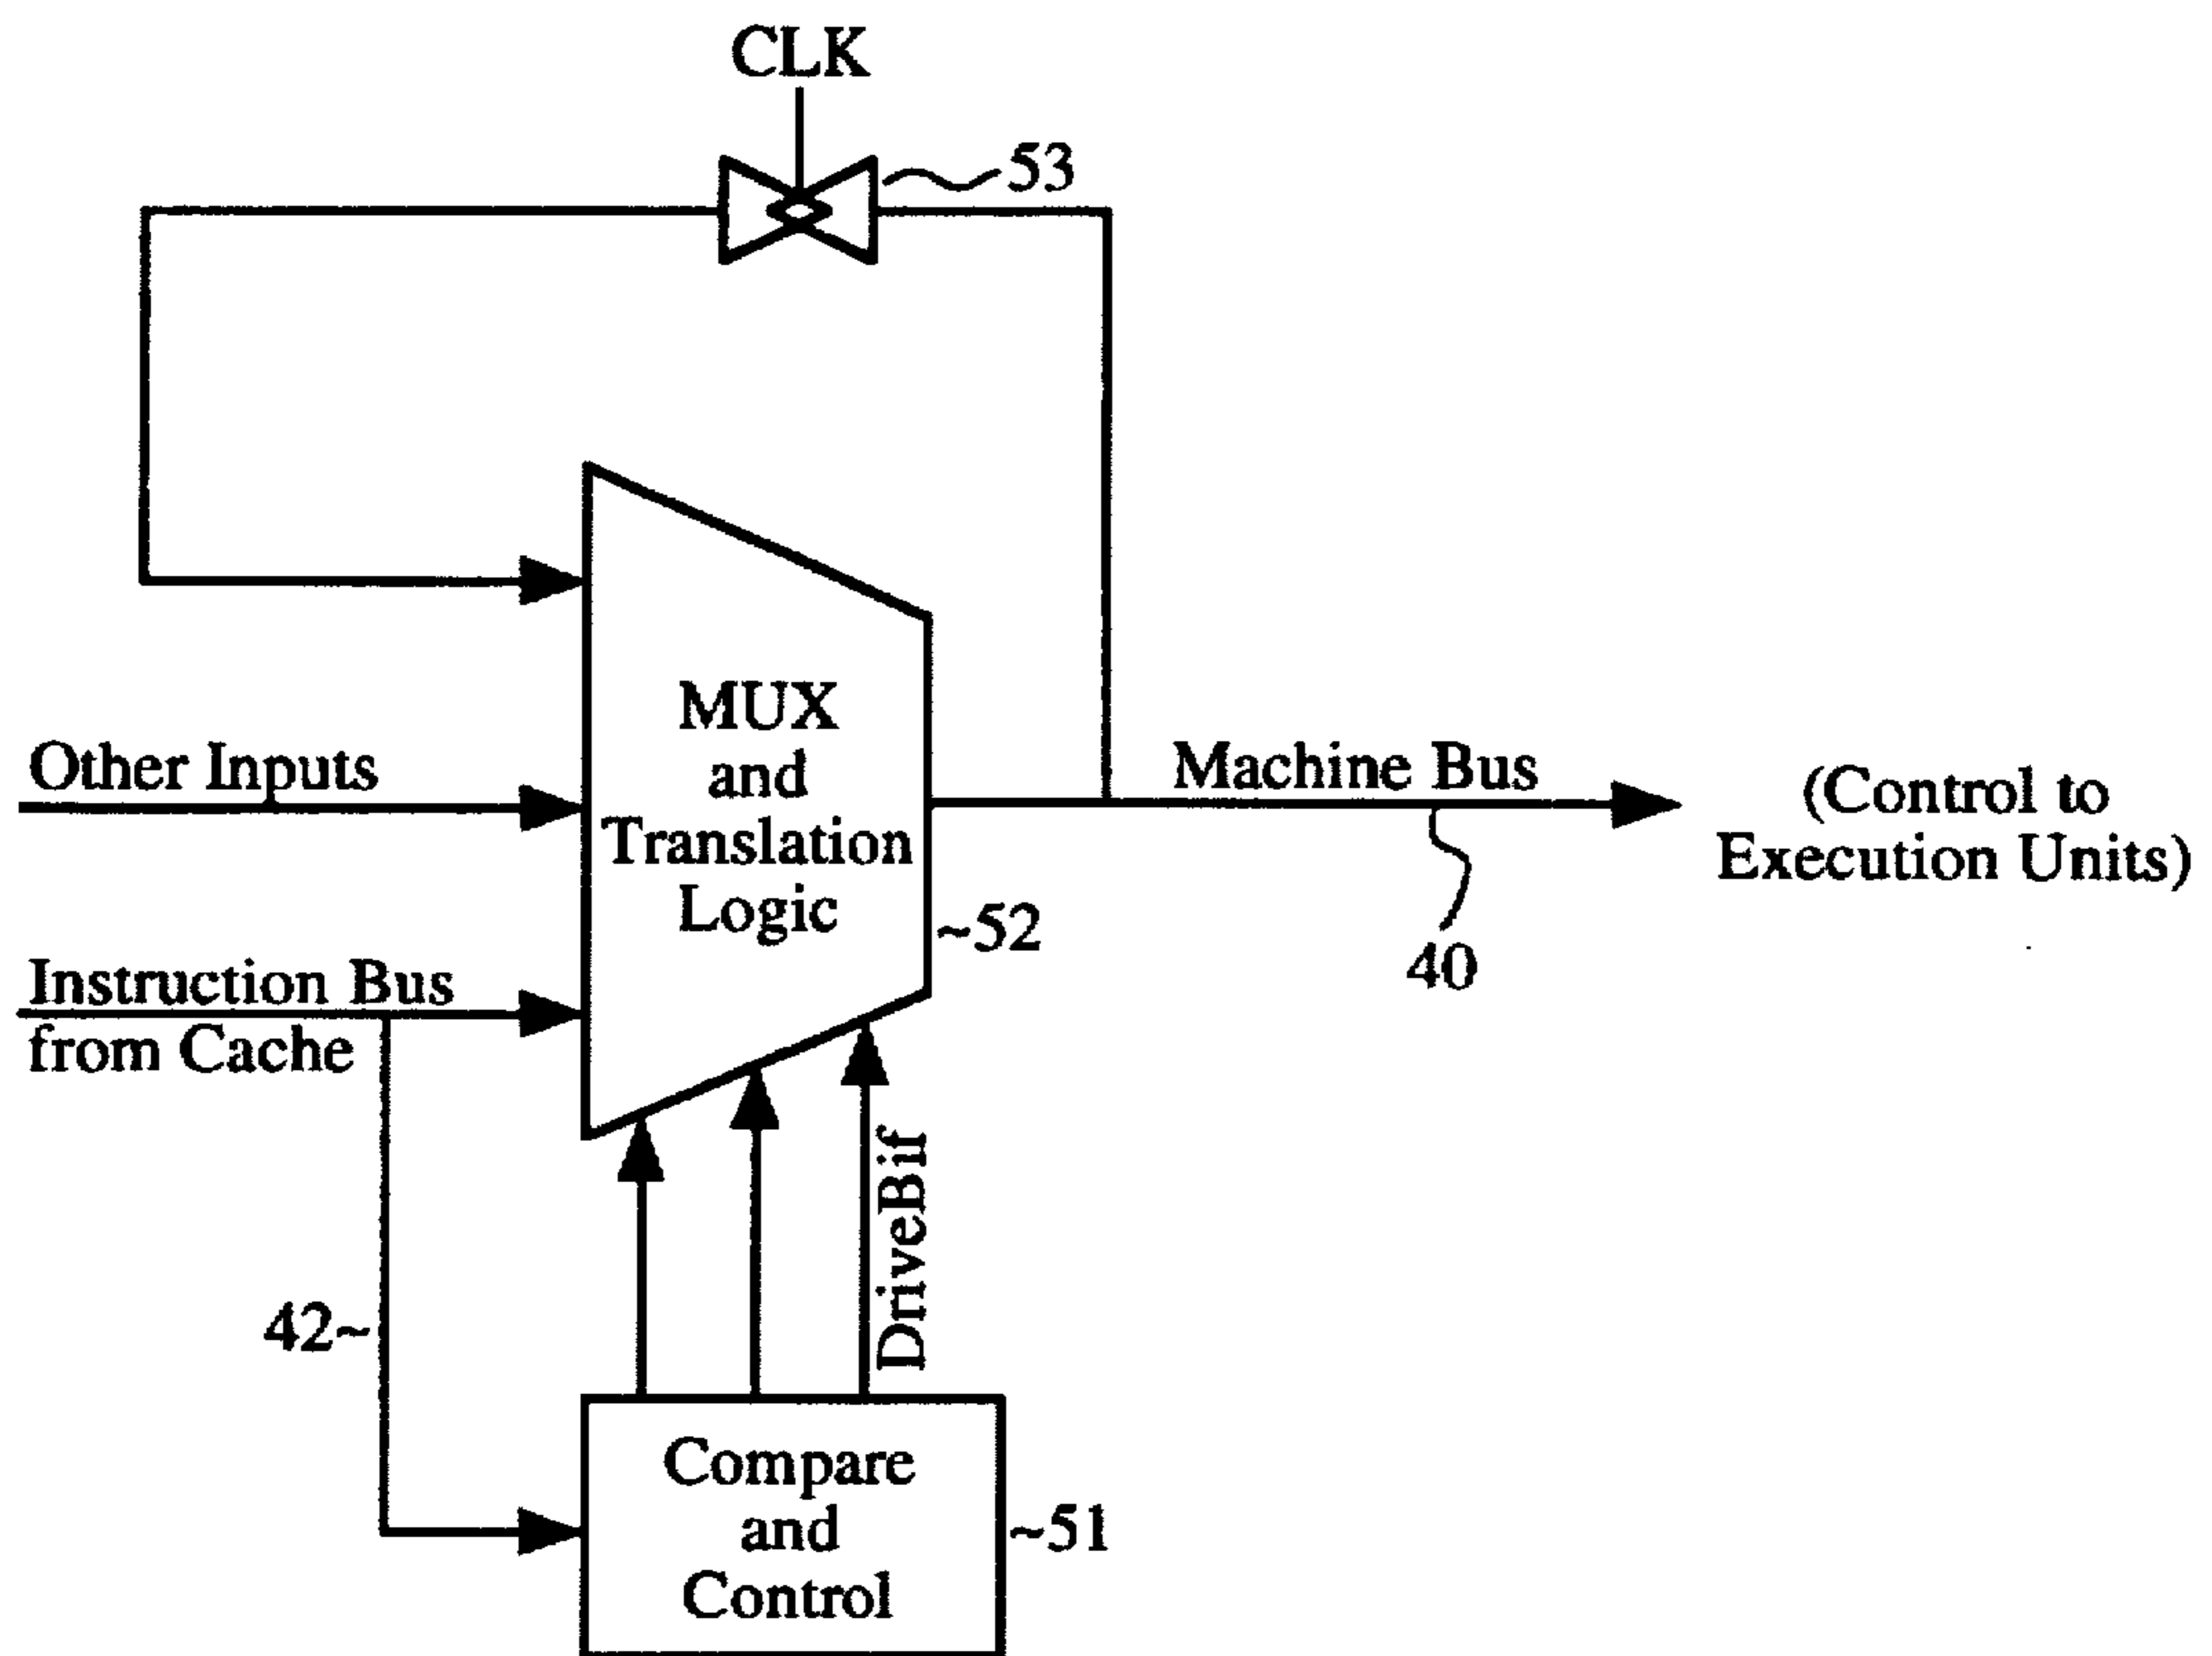 CLK
53
MUX
and
Translation
Logic
Other Inputs
Machine Bus
(Control to
Execution Units)
~52
40
Instruction Bus
from Cache
DriveBif
42~
Compare
and
Control
~51